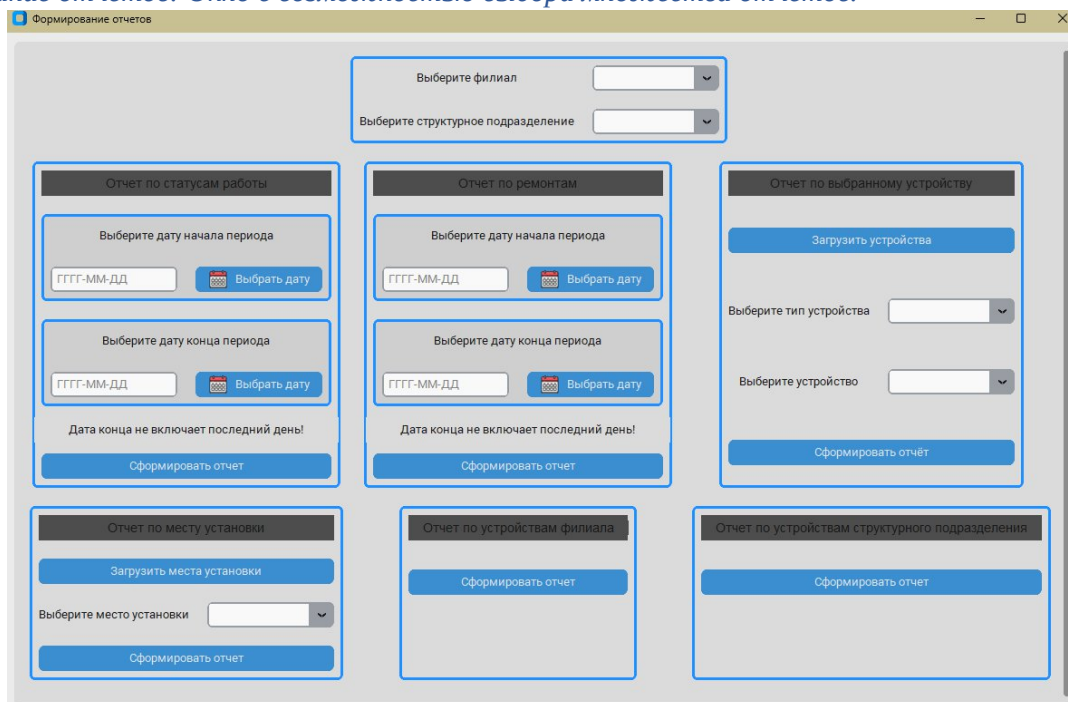 Окно с возможностью выбора множества отчетов.
Формирование отчетов
Выберите филиал
Выберите структурное подразделение
Отчет по статусам работы
Выберите дату начала периода
ГГГГ-ММ-ДД
Выбрать дату
Выберите дату конца периода
ГГГГ-ММ-ДД
Выбрать дату
Дата конца не включает последний день!
Сформировать отчет
Отчет по ремонтам
Выберите дату начала периода
ГГГГ-ММ-ДД
Выбрать дату
Выберите дату конца периода
ГГГГ-ММ-ДД
Выбрать дату
Дата конца не включает последний день!
Сформировать отчет
Отчет по выбранному устройству
Загрузить устройства
Выберите тип устройства
Выберите устройство
Сформировать отчёт
Отчет по месту установки
Загрузить места установки
Выберите место установки
Сформировать отчет
Отчет по устройствам филиала
Сформировать отчет
Отчет по устройствам структурного подразделения
Сформировать отчет